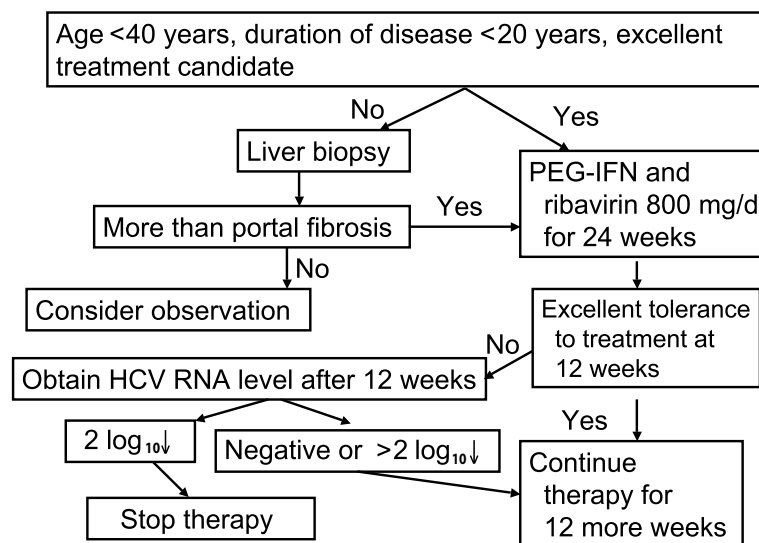 Age <40 years, duration of disease <20 years, excellent
treatment candidate
No
Yes
Liver biopsy
PEG-IFN and
ribavirin 800 mg/d
for 24 weeks
More than portal fibrosis
Yes
No
Consider observation
Excellent tolerance
to treatment at
12 weeks
No
Obtain HCV RNA level after 12 weeks
Yes
2 log₁₀↓
Negative or >2 log₁₀↓
Continue
therapy for
12 more weeks
Stop therapy